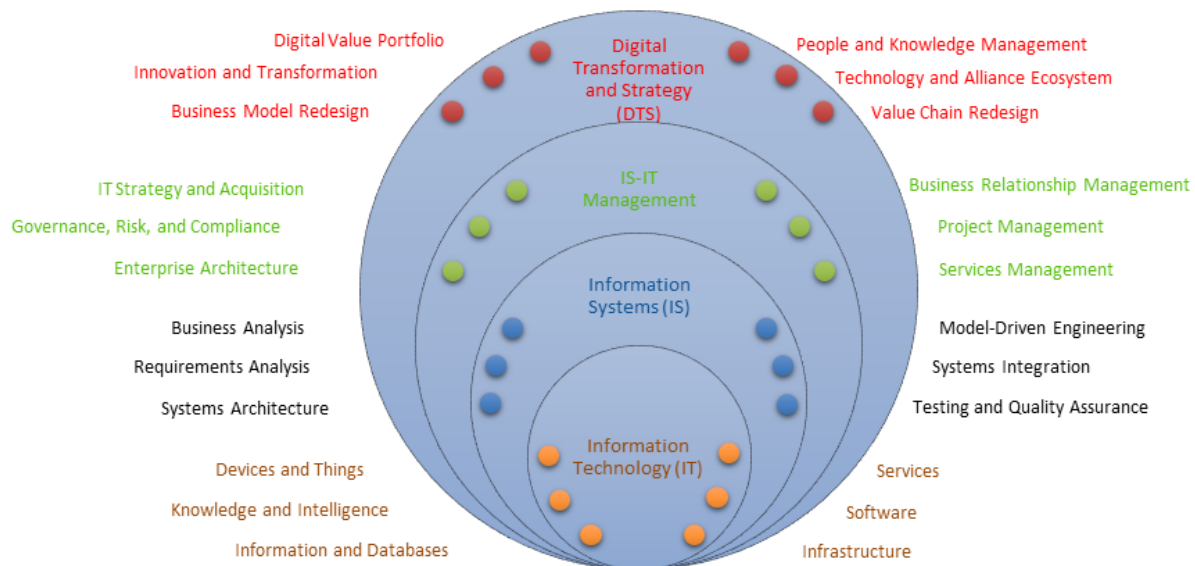 Digital Value Portfolio
Innovation and Transformation
Business Model Redesign
Digital
Transformation
and Strategy
(DTS)
People and Knowledge Management
Technology and Alliance Ecosystem
Value Chain Redesign
IT Strategy and Acquisition
Governance, Risk, and Compliance
Enterprise Architecture
IS-IT
Management
Business Relationship Management
Project Management
Services Management
Business Analysis
Requirements Analysis
Systems Architecture
Information
Systems (IS)
Model-Driven Engineering
Systems Integration
Testing and Quality Assurance
Devices and Things
Knowledge and Intelligence
Information and Databases
Information
Technology (IT)
Services
Software
Infrastructure